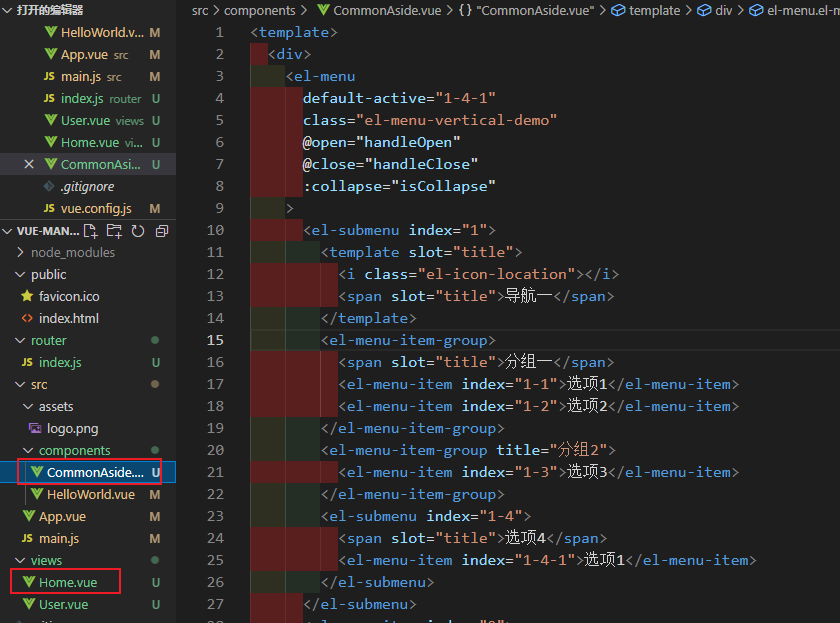 打开的编辑器
HelloWorld.v... M
App.vue src M
JS main.js src M
JS index.js router U
User.vue views U
Home.vue vi... U
CommonAsi... U
.gitignore
JS vue.config.js M
VUE-MAN...
node_modules
public
favicon.ico
<> index.html
router
JS index.js U
src
assets
logo.png
components
CommonAside.... U
HelloWorld.vue M
App.vue M
JS main.js M
views
Home.vue U
User.vue U
src > components > CommonAside.vue > {} "CommonAside.vue" > template > div > el-menu.el-m
1 <template>
2 <div>
3 <el-menu
4 default-active="1-4-1"
5 class="el-menu-vertical-demo"
6 @open="handleOpen"
7 @close="handleClose"
8 :collapse="isCollapse"
9 >
10 <el-submenu index="1">
11 <template slot="title">
12 <i class="el-icon-location"></i>
13 <span slot="title">导航一</span>
14 </template>
15 <el-menu-item-group>
16 <span slot="title">分组一</span>
17 <el-menu-item index="1-1">选项1</el-menu-item>
18 <el-menu-item index="1-2">选项2</el-menu-item>
19 </el-menu-item-group>
20 <el-menu-item-group title="分组2">
21 <el-menu-item index="1-3">选项3</el-menu-item>
22 </el-menu-item-group>
23 <el-submenu index="1-4">
24 <span slot="title">选项4</span>
25 <el-menu-item index="1-4-1">选项1</el-menu-item>
26 </el-submenu>
27 </el-submenu>